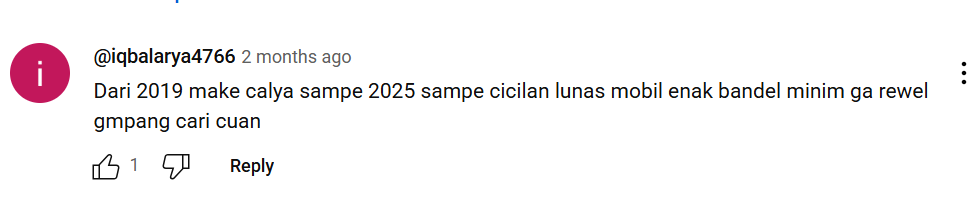 i
@iqbalarya4766 2 months ago
Dari 2019 make calya sampe 2025 sampe cicilan lunas mobil enak bandel minim ga rewel
gmpang cari cuan
1 Reply